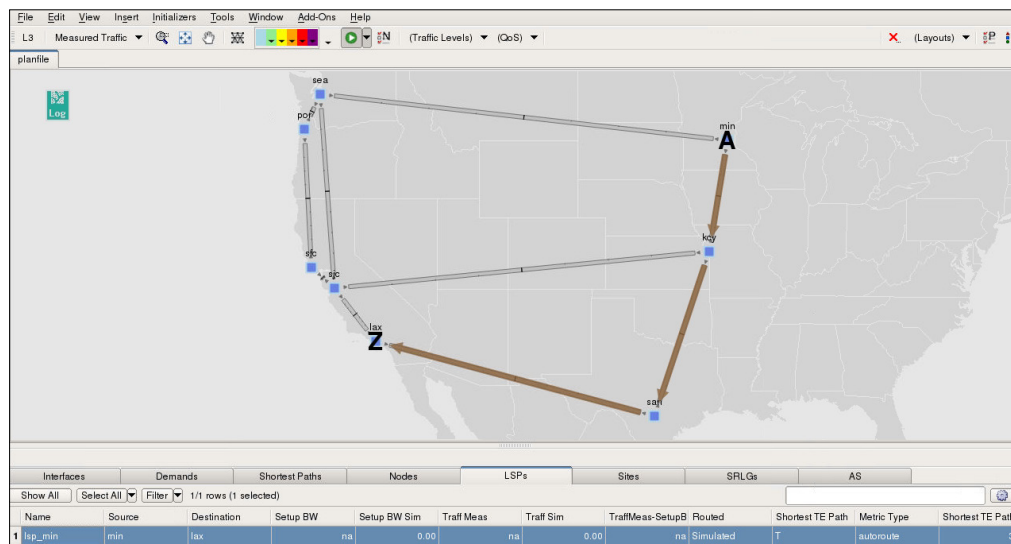 File Edit View Insert Initializers Tools Window Add-Ons Help
L3 Measured Traffic N (Traffic Levels) (QoS) X.. (Layouts) P
planfile
Log
sea
por
min
A
kcy
sfc
sjc
lax
Z
san
Interfaces Demands Shortest Paths Nodes LSPs Sites SRLGs AS
Show All Select All Filter 1/1 rows (1 selected)
Name Source Destination Setup BW Setup BW Sim Traff Meas Traff Sim TraffMeas-SetupB Routed Shortest TE Path Metric Type Shortest TE Path
1 lsp_min min lax na 0.00 na 0.00 na Simulated T autoroute